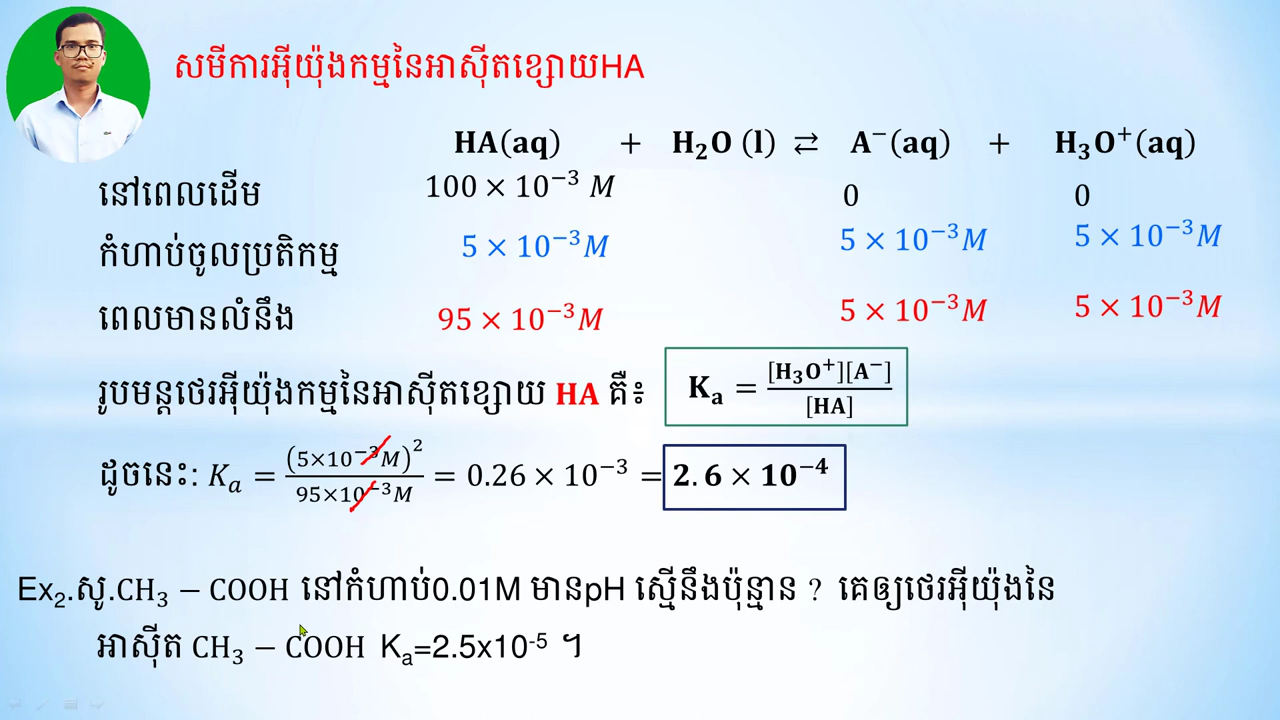 សមីការអ៊ីយ៉ុងកម្មនៃអាស៊ីតខ្សោយHA
HA(aq) + H₂O (l) ⇄ A⁻(aq) + H₃O⁺(aq)
នៅពេលដើម 100 × 10⁻³ M 0 0
កំហាប់ចូលប្រតិកម្ម 5 × 10⁻³M 5 × 10⁻³M 5 × 10⁻³M
ពេលមានលំនឹង 95 × 10⁻³M 5 × 10⁻³M 5 × 10⁻³M
រូបមន្តថេរអ៊ីយ៉ុងកម្មនៃអាស៊ីតខ្សោយ HA គឺ៖ Kₐ = [H₃O⁺][A⁻] / [HA]
ដូចនេះ: Kₐ = (5×10⁻³M)² / 95×10⁻³M = 0.26 × 10⁻³ = 2.6 × 10⁻⁴
Ex₂.សូ.CH₃ − COOH នៅកំហាប់0.01M មានpH ស្មើនឹងប៉ុន្មាន ? គេឲ្យថេរអ៊ីយ៉ុងនៃ
អាស៊ីត CH₃ − COOH Kₐ=2.5x10⁻⁵ ។